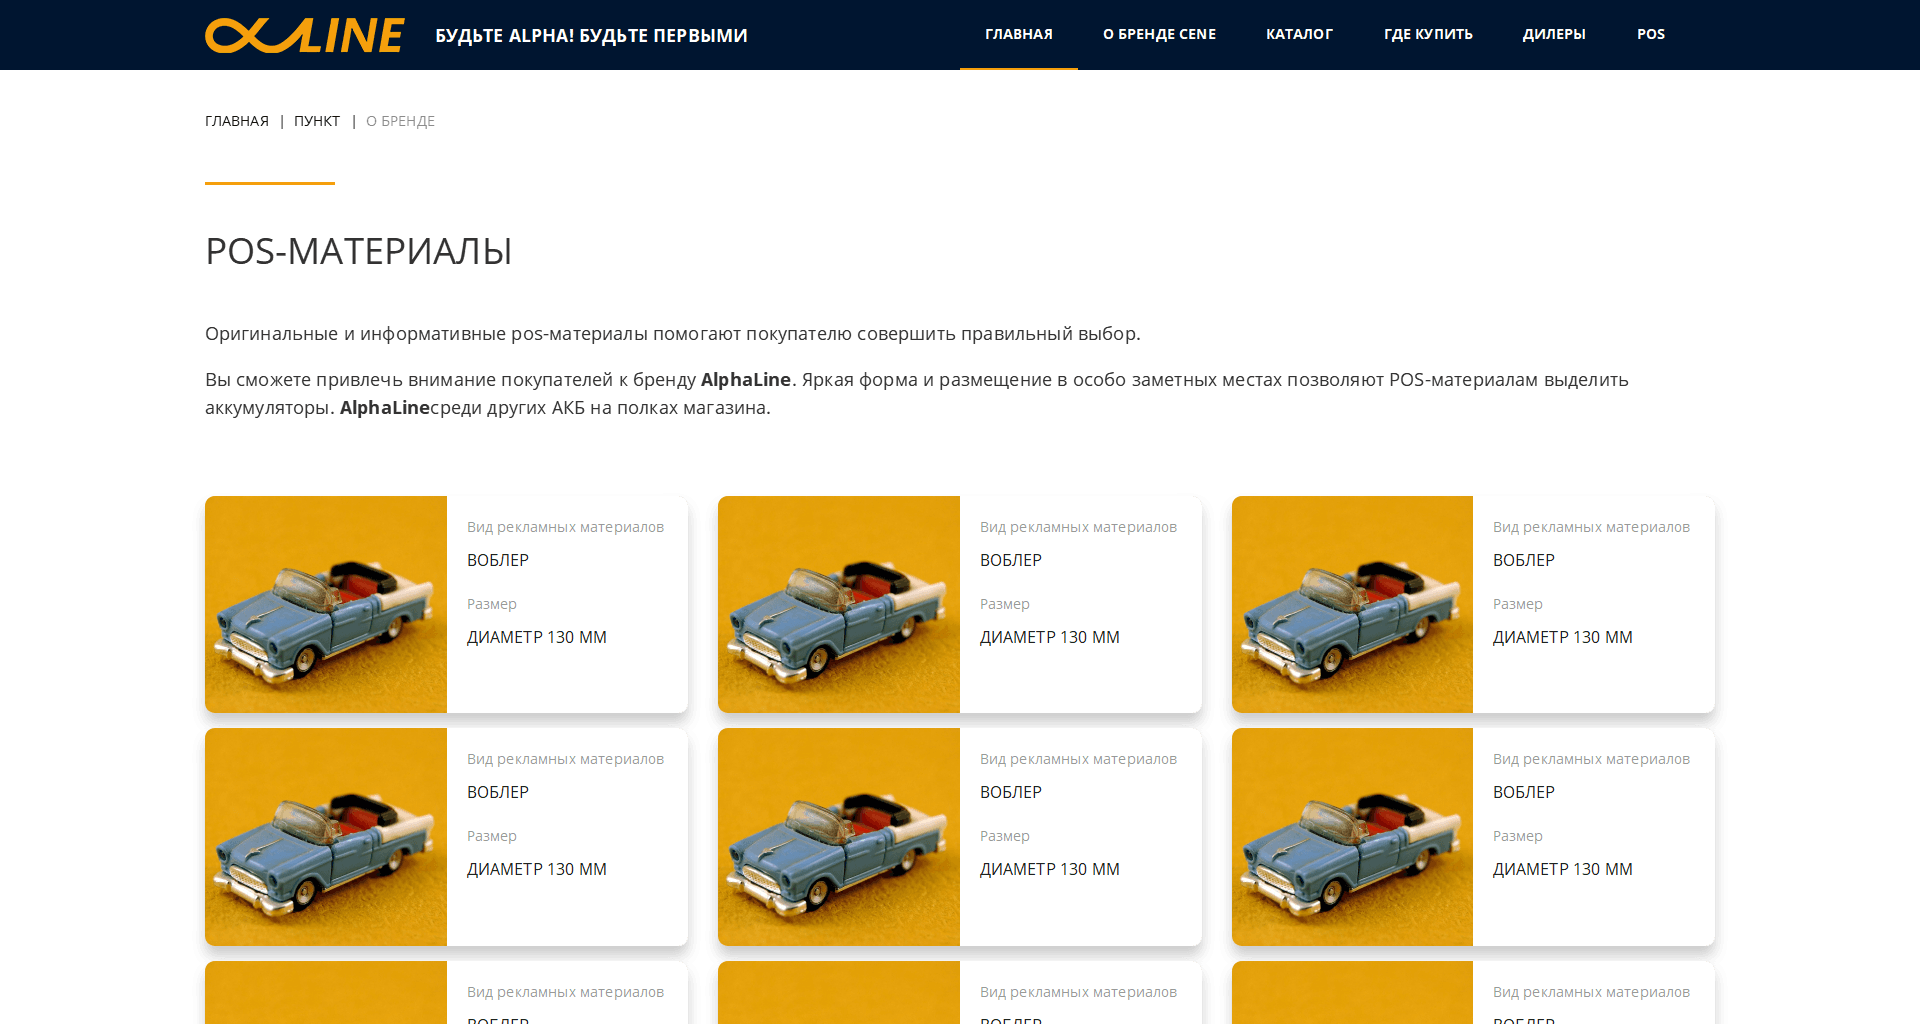 LINE
БУДЬТЕ ALPHA! БУДЬТЕ ПЕРВЫМИ
ГЛАВНАЯ
О БРЕНДЕ CENE
КАТАЛОГ
ГДЕ КУПИТЬ
ДИЛЕРЫ
POS
ГЛАВНАЯ | ПУНКТ | О БРЕНДЕ
POS-МАТЕРИАЛЫ
Оригинальные и информативные pos-материалы помогают покупателю совершить правильный выбор.
Вы сможете привлечь внимание покупателей к бренду AlphaLine. Яркая форма и размещение в особо заметных местах позволяют POS-материалам выделить
аккумуляторы. AlphaLineсреди других АКБ на полках магазина.
Вид рекламных материалов
ВОБЛЕР
Размер
ДИАМЕТР 130 ММ
Вид рекламных материалов
ВОБЛЕР
Размер
ДИАМЕТР 130 ММ
Вид рекламных материалов
ВОБЛЕР
Размер
ДИАМЕТР 130 ММ
Вид рекламных материалов
ВОБЛЕР
Размер
ДИАМЕТР 130 ММ
Вид рекламных материалов
ВОБЛЕР
Размер
ДИАМЕТР 130 ММ
Вид рекламных материалов
ВОБЛЕР
Размер
ДИАМЕТР 130 ММ
Вид рекламных материалов
ВОБЛЕР
Вид рекламных материалов
ВОБЛЕР
Вид рекламных материалов
ВОБЛЕР